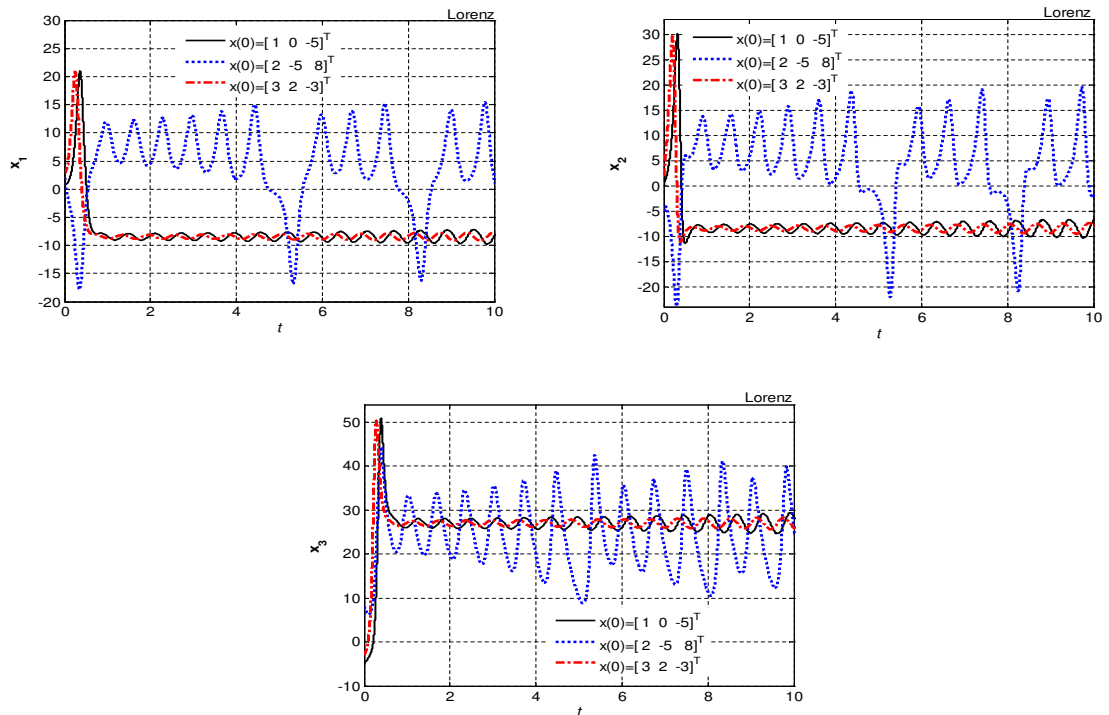 Lorenz
30
25
20
15
10
5
0
-5
-10
-15
-20
x(0)=[ 1 0 -5]T
x(0)=[2 -5 8]T
x(0)=[3 2 -3]T
x1
0 2 4 6 8 10
t
Lorenz
30
25
20
15
10
5
0
-5
-10
-15
-20
x(0)=[ 1 0 -5]T
x(0)=[2 -5 8]T
x(0)=[ 3 2 -3]T
x2
0 2 4 6 8 10
t
Lorenz
50
40
30
20
10
0
-10
x3
x(0)=[ 1 0 -5]T
x(0)=[2 -5 8]T
x(0)=[3 2 -3]T
0 2 4 6 8 10
t